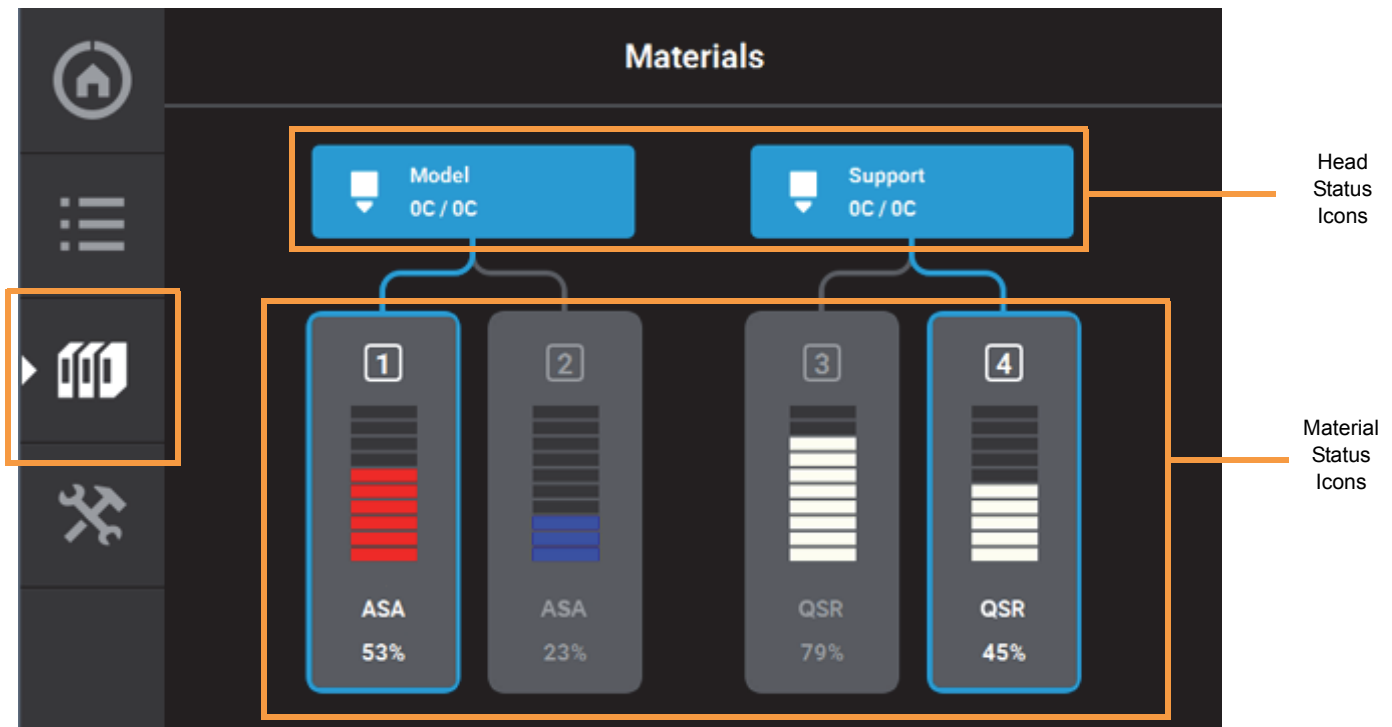 Materials
Model
0C / 0C
Support
0C / 0C
Head
Status
Icons
1
2
3
4
ASA
53%
ASA
23%
QSR
79%
QSR
45%
Material
Status
Icons